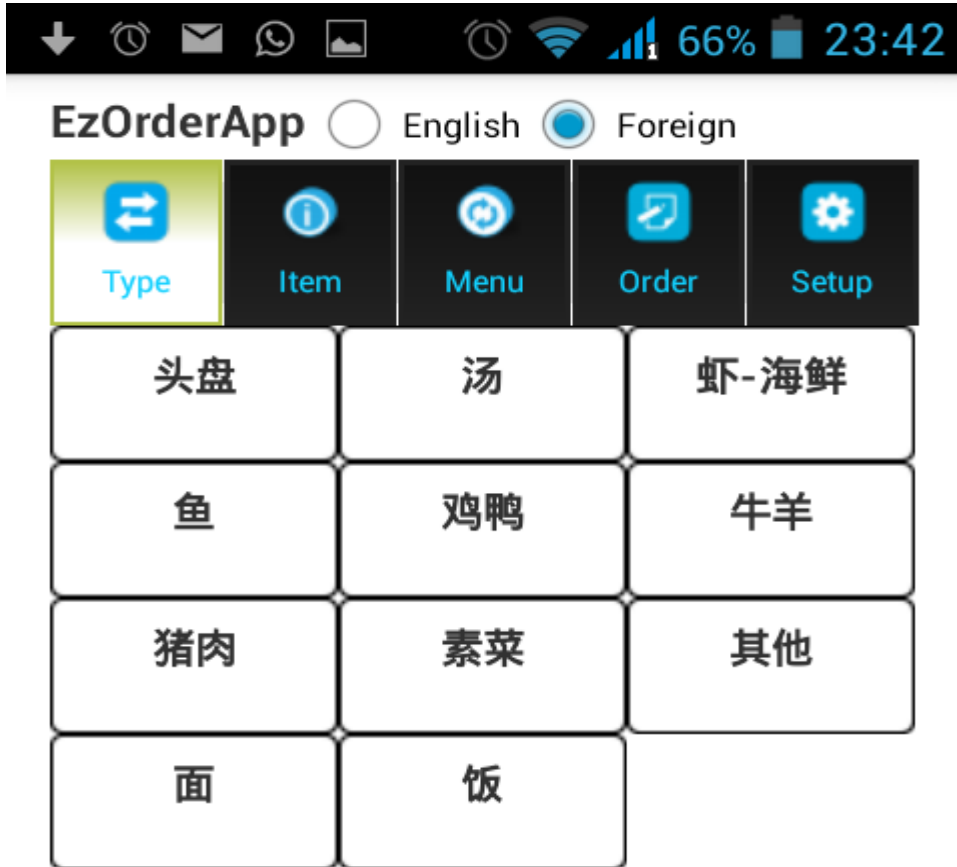 66% 23:42
EzOrderApp English Foreign
Type Item Menu Order Setup
头盘 汤 虾-海鲜
鱼 鸡鸭 牛羊
猪肉 素菜 其他
面 饭